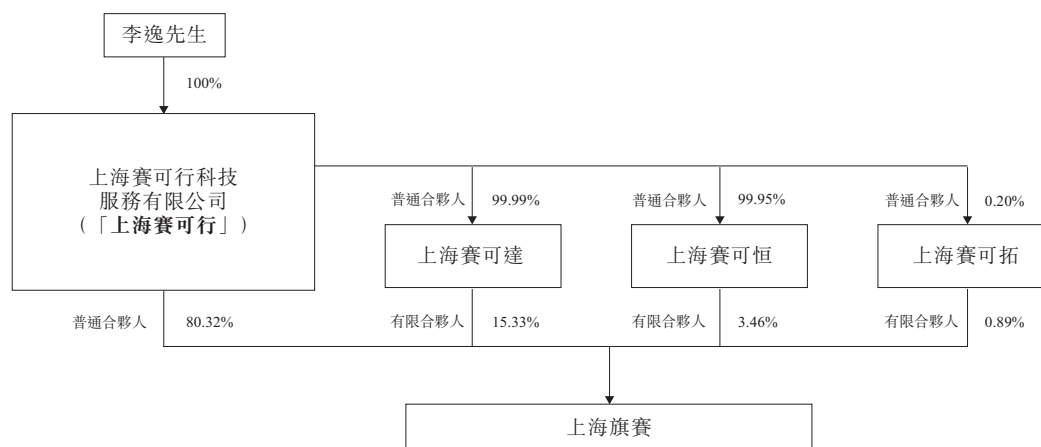 李逸先生
100%
上海賽可行科技
服務有限公司
(「上海賽可行」)
普通合夥人 99.99%
普通合夥人 99.95%
普通合夥人 0.20%
上海賽可達
上海賽可恒
上海賽可拓
普通合夥人 80.32%
有限合夥人 15.33%
有限合夥人 3.46%
有限合夥人 0.89%
上海旗賽